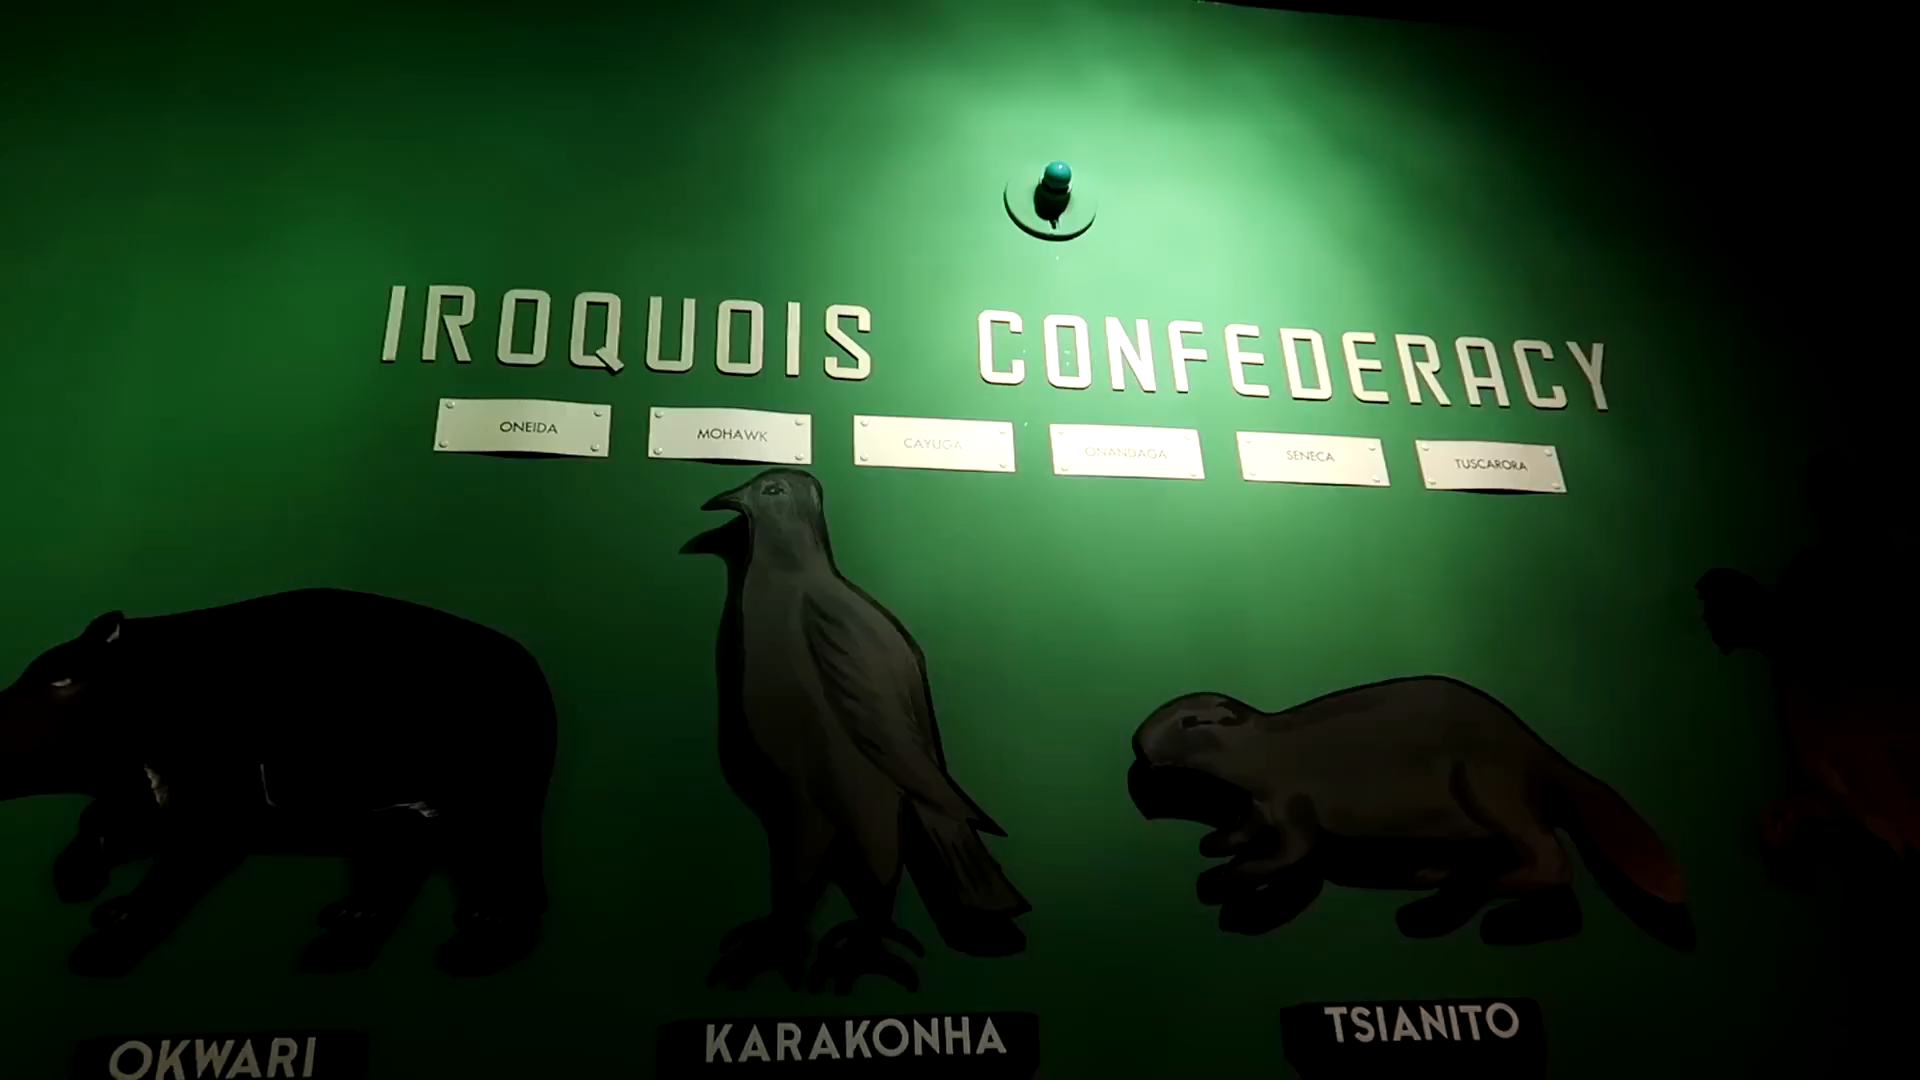 IROQUOIS CONFEDERACY
ONEIDA
MOHAWK
CAYUGA
ONANDAGA
SENECA
TUSCARORA
OKWARI
KARAKONHA
TSIANITO